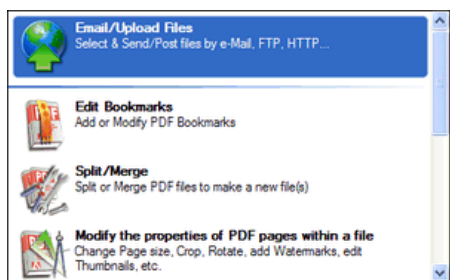 Email/Upload Files
Select & Send/Post files by e-Mail, FTP, HTTP...
Edit Bookmarks
Add or Modify PDF Bookmarks
Split/Merge
Split or Merge PDF files to make a new file(s)
Modify the properties of PDF pages within a file
Change Page size, Crop, Rotate, add Watermarks, edit
Thumbnails, etc.